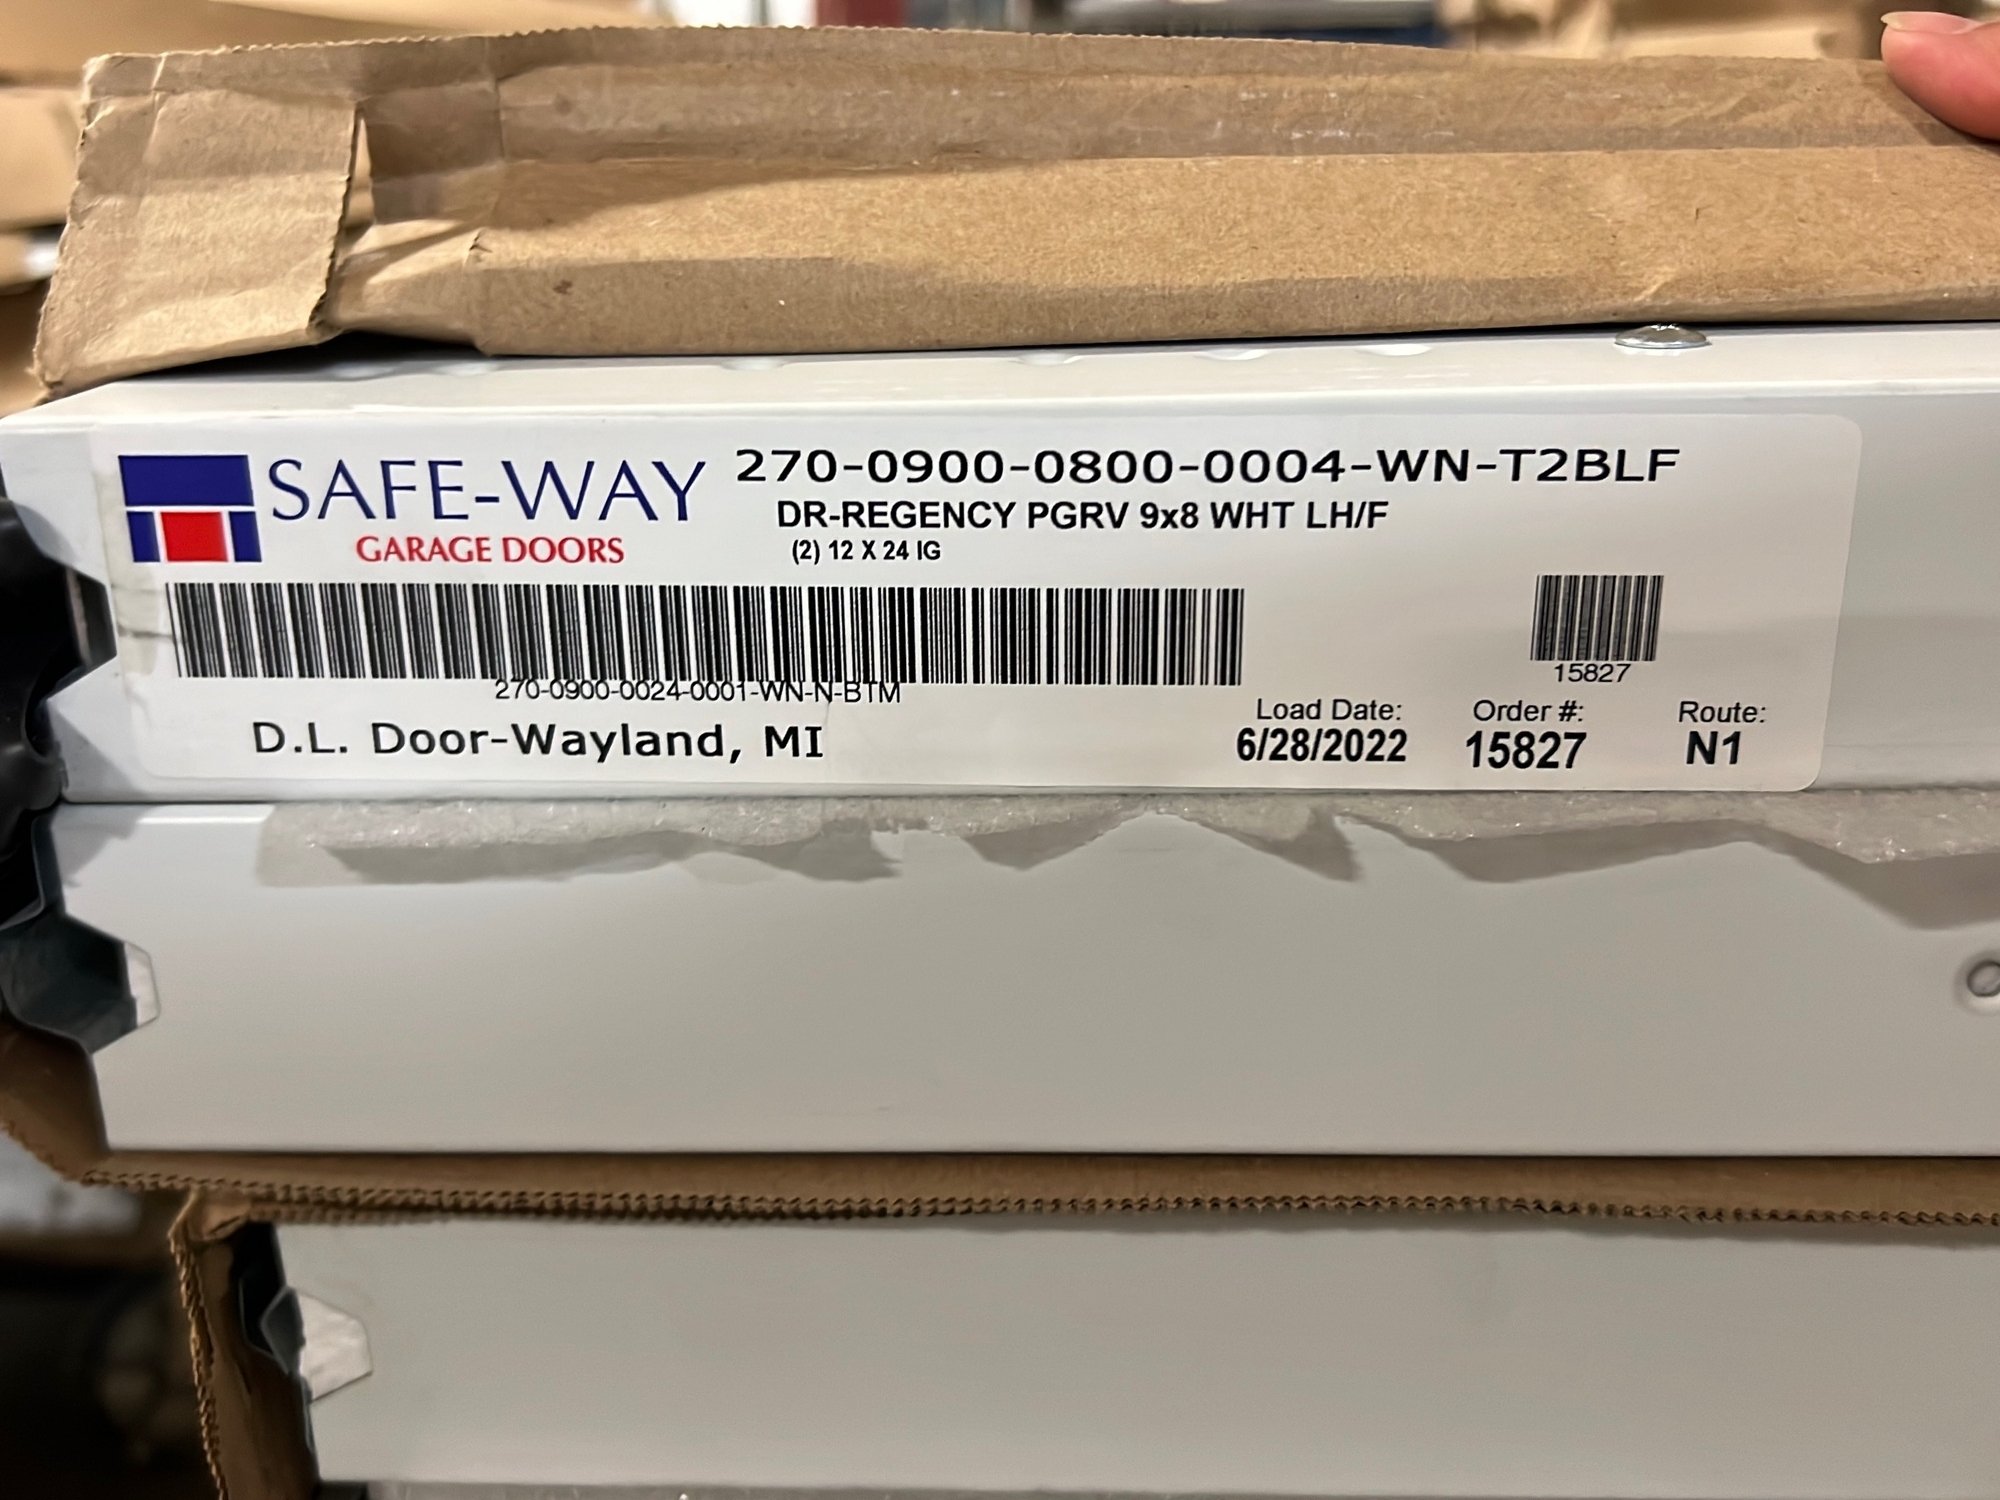 SAFE-WAY
GARAGE DOORS
270-0900-0800-0004-WN-T2BLF
DR-REGENCY PGRV 9x8 WHT LH/F
(2) 12 X 24 IG
270-0900-0024-0001-WN-N-BTM
15827
D.L. Door-Wayland, MI
Load Date:
6/28/2022
Order #:
15827
Route:
N1